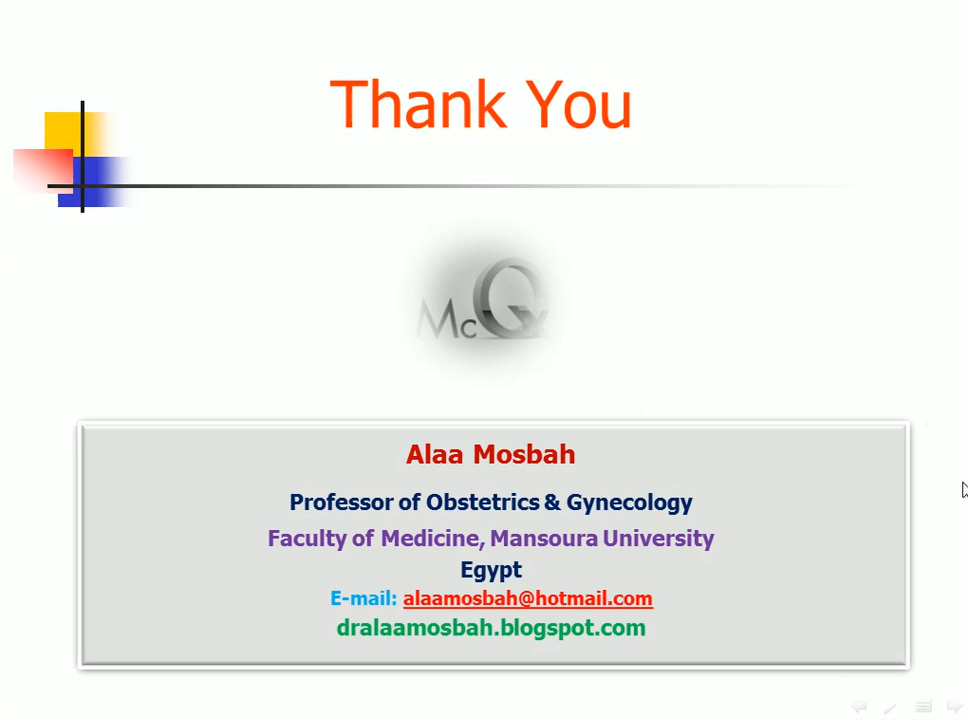 Thank You
McQs
Alaa Mosbah
Professor of Obstetrics & Gynecology
Faculty of Medicine, Mansoura University
Egypt
E-mail: alaamosbah@hotmail.com
dralaamosbah.blogspot.com